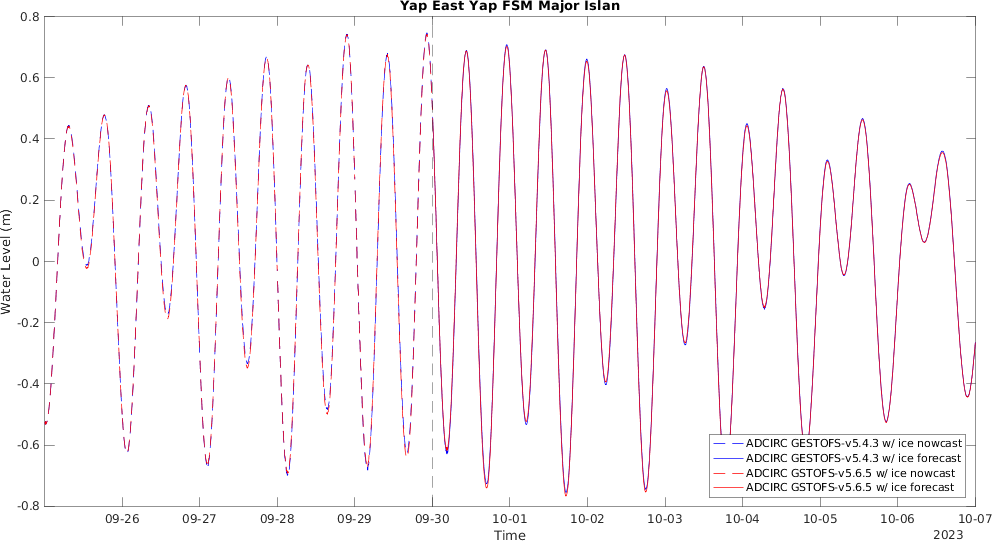 Yap East Yap FSM Major Islan
0.8
0.6
0.4
0.2
0
-0.2
-0.4
-0.6
-0.8
Water Level (m)
ADCIRC GESTOFS-v5.4.3 w/ ice nowcast
ADCIRC GESTOFS-v5.4.3 w/ ice forecast
ADCIRC GSTOFS-v5.6.5 w/ ice nowcast
ADCIRC GSTOFS-v5.6.5 w/ ice forecast
09-26 09-27 09-28 09-29 09-30 10-01 10-02 10-03 10-04 10-05 10-06 10-07
Time
2023